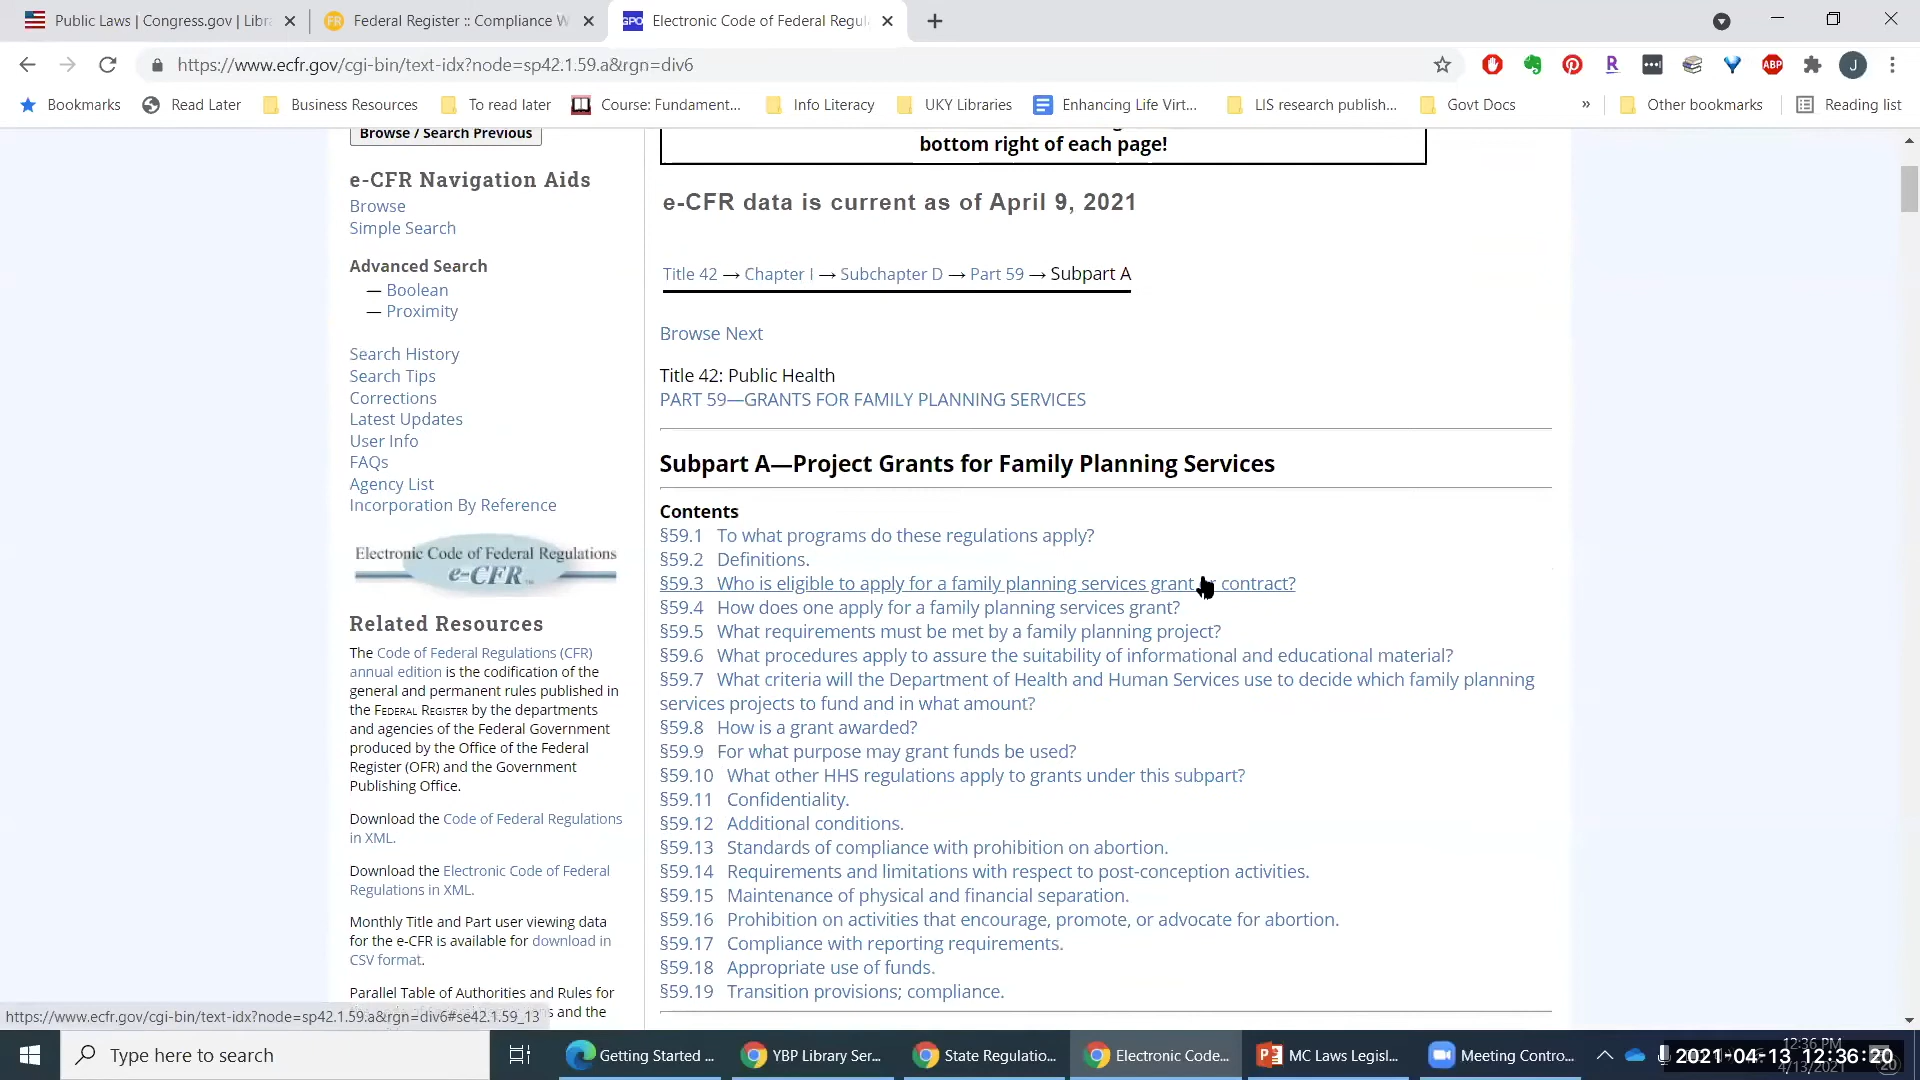 Public Laws | Congress.gov | Libr
Federal Register :: Compliance W
GPO Electronic Code of Federal Regul
https://www.ecfr.gov/cgi-bin/text-idx?node=sp42.1.59.a&rgn=div6
Bookmarks Read Later Business Resources To read later Course: Fundament... Info Literacy UKY Libraries Enhancing Life Virt... LIS research publish... Govt Docs » Other bookmarks Reading list
Browse / Search Previous
e-CFR Navigation Aids
Browse
Simple Search
Advanced Search
— Boolean
— Proximity
Search History
Search Tips
Corrections
Latest Updates
User Info
FAQs
Agency List
Incorporation By Reference
Electronic Code of Federal Regulations
e-CFR TM
Related Resources
The Code of Federal Regulations (CFR)
annual edition is the codification of the
general and permanent rules published in
the FEDERAL REGISTER by the departments
and agencies of the Federal Government
produced by the Office of the Federal
Register (OFR) and the Government
Publishing Office.
Download the Code of Federal Regulations
in XML.
Download the Electronic Code of Federal
Regulations in XML.
Monthly Title and Part user viewing data
for the e-CFR is available for download in
CSV format.
Parallel Table of Authorities and Rules for
s and the
bottom right of each page!
e-CFR data is current as of April 9, 2021
Title 42 → Chapter I → Subchapter D → Part 59 → Subpart A
Browse Next
Title 42: Public Health
PART 59—GRANTS FOR FAMILY PLANNING SERVICES
Subpart A—Project Grants for Family Planning Services
Contents
§59.1 To what programs do these regulations apply?
§59.2 Definitions.
§59.3 Who is eligible to apply for a family planning services grant or contract?
§59.4 How does one apply for a family planning services grant?
§59.5 What requirements must be met by a family planning project?
§59.6 What procedures apply to assure the suitability of informational and educational material?
§59.7 What criteria will the Department of Health and Human Services use to decide which family planning
services projects to fund and in what amount?
§59.8 How is a grant awarded?
§59.9 For what purpose may grant funds be used?
§59.10 What other HHS regulations apply to grants under this subpart?
§59.11 Confidentiality.
§59.12 Additional conditions.
§59.13 Standards of compliance with prohibition on abortion.
§59.14 Requirements and limitations with respect to post-conception activities.
§59.15 Maintenance of physical and financial separation.
§59.16 Prohibition on activities that encourage, promote, or advocate for abortion.
§59.17 Compliance with reporting requirements.
§59.18 Appropriate use of funds.
§59.19 Transition provisions; compliance.
https://www.ecfr.gov/cgi-bin/text-idx?node=sp42.1.59.a&rgn=div6#se42.1.59_13
Type here to search
Getting Started ... YBP Library Ser... State Regulatio... Electronic Code... MC Laws Legisl... Meeting Contro...
12:36 PM
2021-04-13 12:36:20
4/13/2021
20